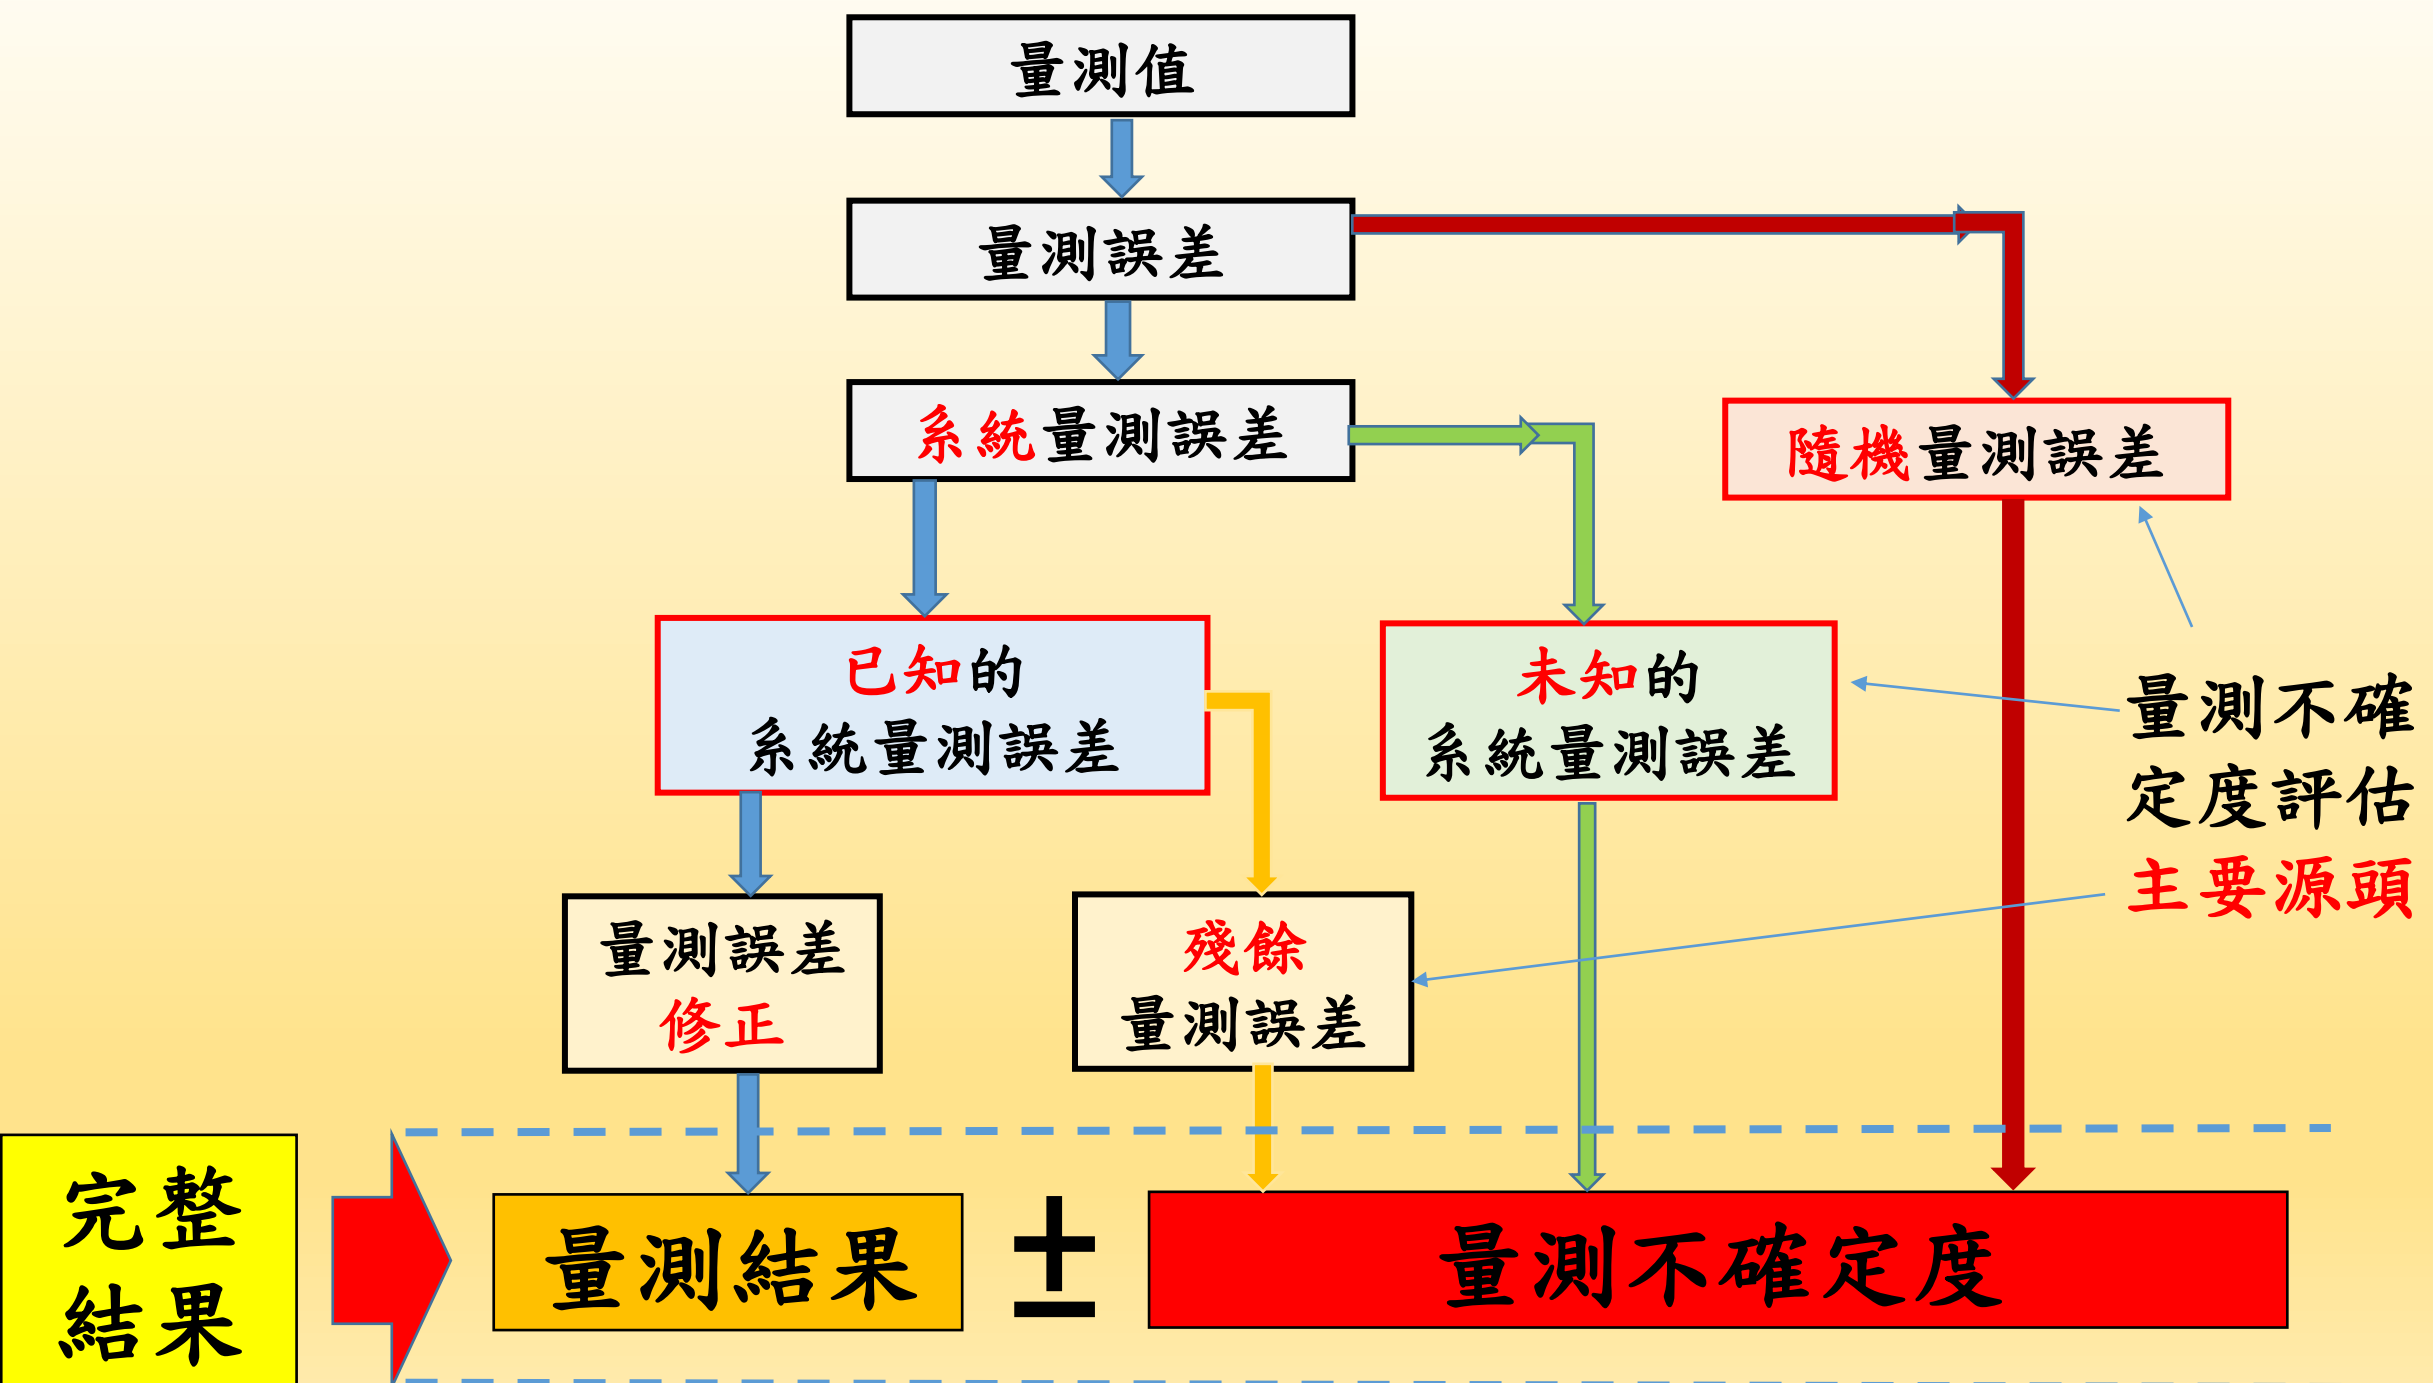 量測值
量測誤差
系統量測誤差
隨機量測誤差
已知的
系統量測誤差
未知的
系統量測誤差
量測不確
定度評估
主要源頭
量測誤差
修正
殘餘
量測誤差
完整
結果
量測結果
±
量測不確定度